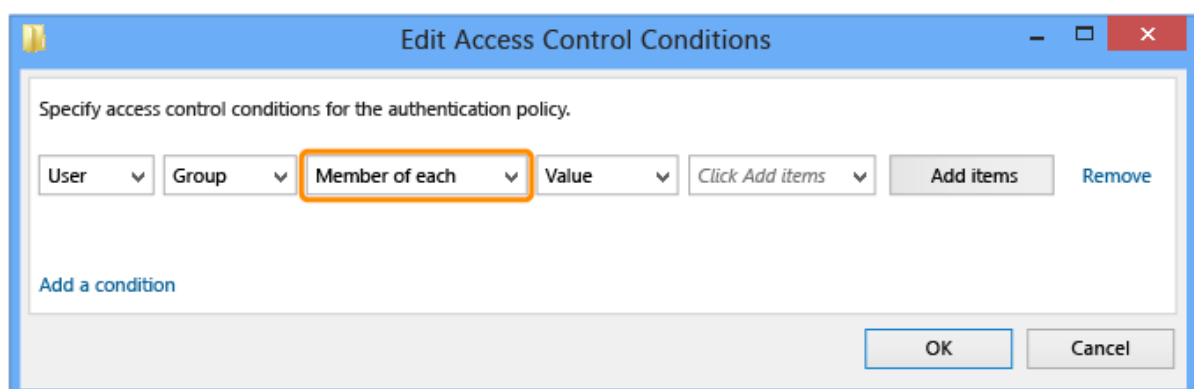 Edit Access Control Conditions
Specify access control conditions for the authentication policy.
User Group Member of each Value Click Add items Add items Remove
Add a condition
OK Cancel